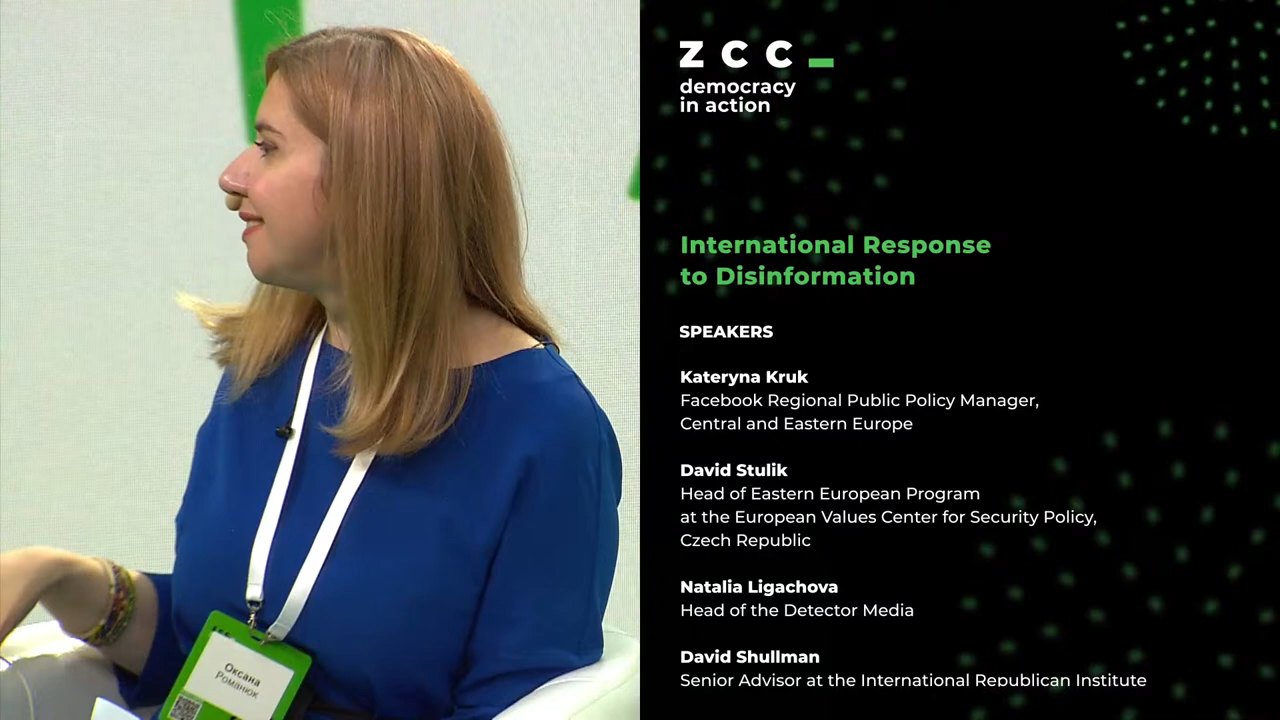 Оксана
Романюк
zcc_
democracy
in action
International Response
to Disinformation
SPEAKERS
Kateryna Kruk
Facebook Regional Public Policy Manager,
Central and Eastern Europe
David Stulik
Head of Eastern European Program
at the European Values Center for Security Policy,
Czech Republic
Natalia Ligachova
Head of the Detector Media
David Shullman
Senior Advisor at the International Republican Institute